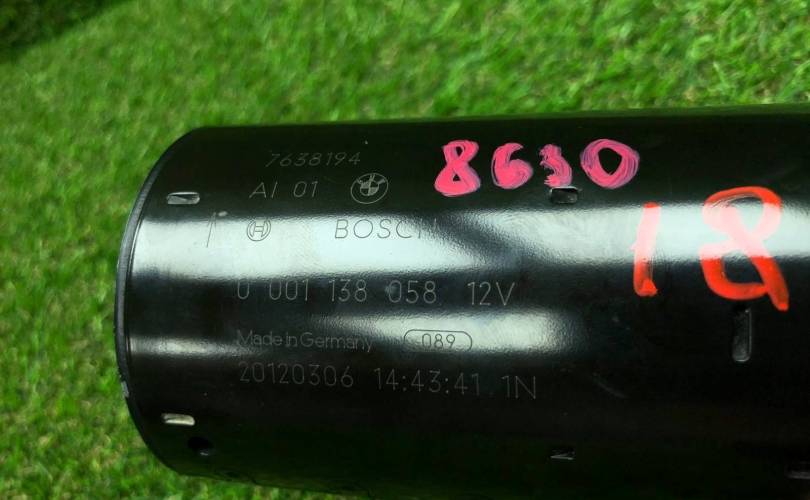 7638194
AI 01
BOSCH
0 001 138 058 12V
Made In Germany 089
20120306 14:43:41 1N
8630
18